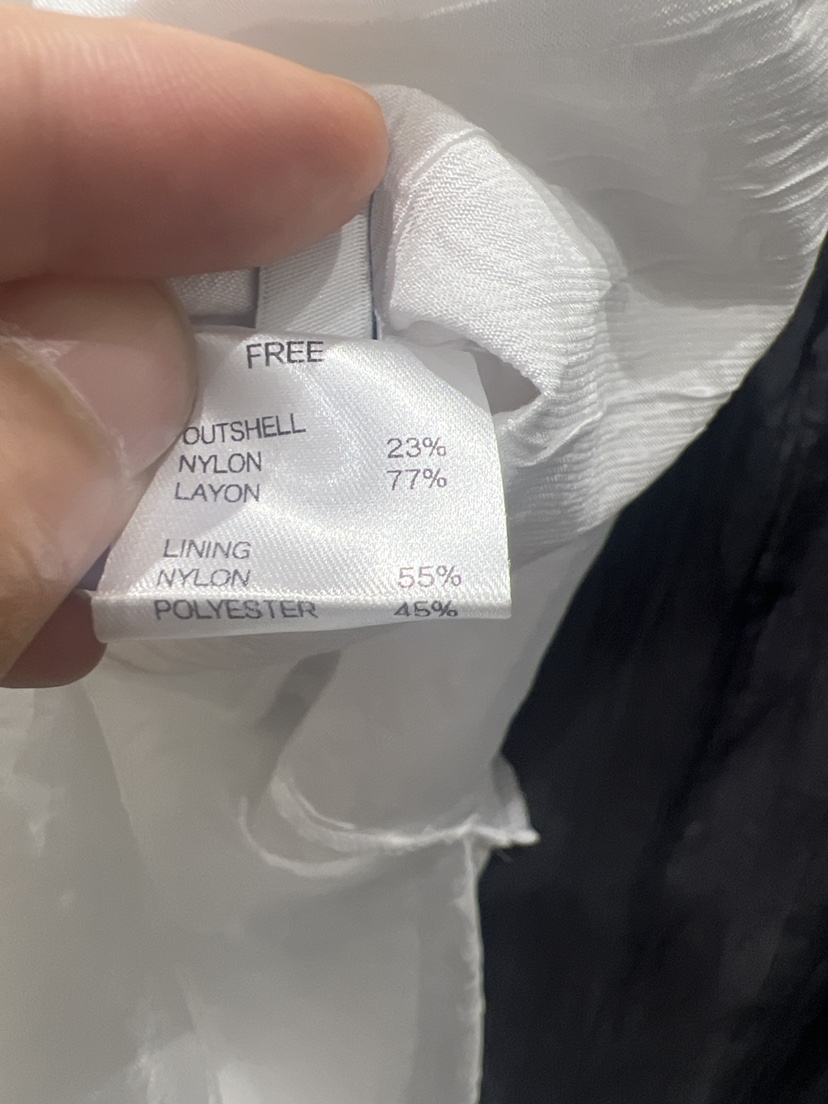 FREE
OUTSHELL
NYLON 23%
LAYON 77%
LINING
NYLON 55%
POLYESTER 45%